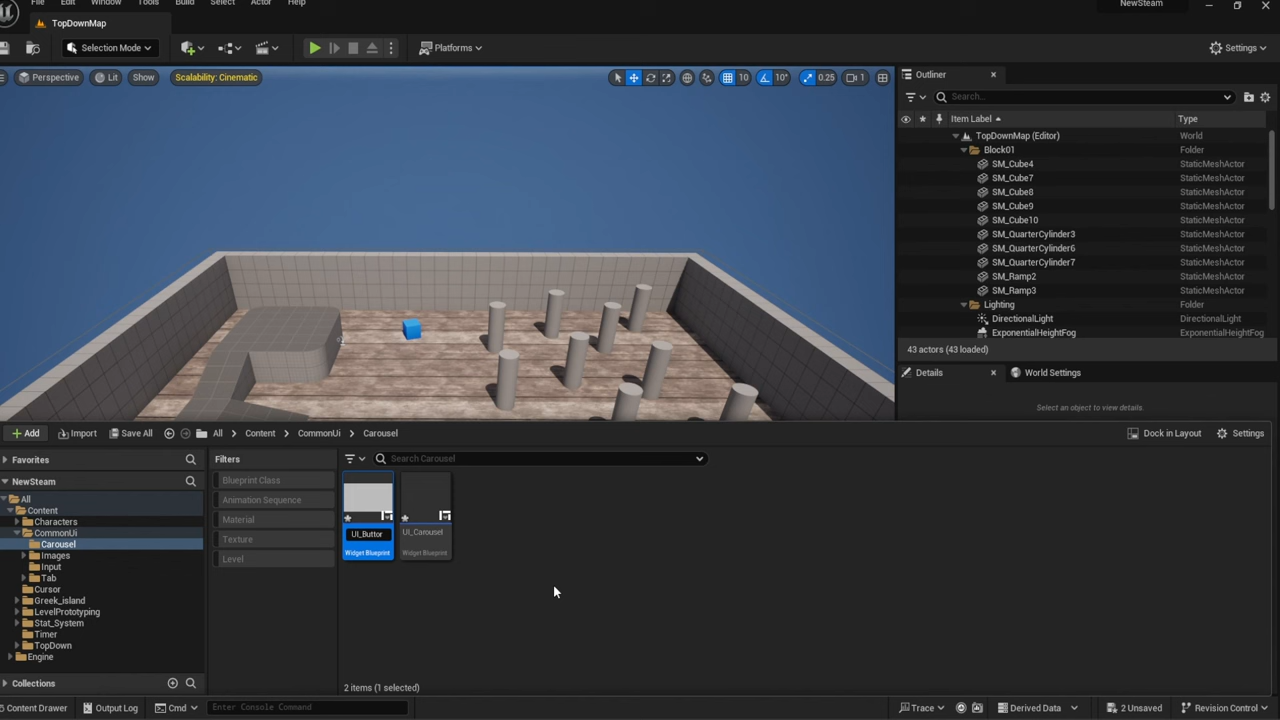 File Edit Window Tools Build Select Actor Help
NewSteam
TopDownMap
Selection Mode
Platforms
Settings
Perspective
Lit
Show
Scalability: Cinematic
10
10°
0.25
1
Outliner
Search...
Item Label
Type
TopDownMap (Editor) World
Block01 Folder
SM_Cube4 StaticMeshActor
SM_Cube7 StaticMeshActor
SM_Cube8 StaticMeshActor
SM_Cube9 StaticMeshActor
SM_Cube10 StaticMeshActor
SM_QuarterCylinder3 StaticMeshActor
SM_QuarterCylinder6 StaticMeshActor
SM_QuarterCylinder7 StaticMeshActor
SM_Ramp2 StaticMeshActor
SM_Ramp3 StaticMeshActor
Lighting Folder
DirectionalLight DirectionalLight
ExponentialHeightFog ExponentialHeightFog
43 actors (43 loaded)
Details
World Settings
Select an object to view details.
Add
Import
Save All
All
Content
CommonUi
Carousel
Dock in Layout
Settings
Favorites
NewSteam
All
Content
Characters
CommonUi
Carousel
Images
Input
Tab
Cursor
Greek_island
LevelPrototyping
Stat_System
Timer
TopDown
Engine
Collections
Filters
Blueprint Class
Animation Sequence
Material
Texture
Level
Search Carousel
UI_Buttor
Widget Blueprint
UI_Carousel
Widget Blueprint
2 items (1 selected)
Content Drawer
Output Log
Cmd
Enter Console Command
Trace
Derived Data
2 Unsaved
Revision Control